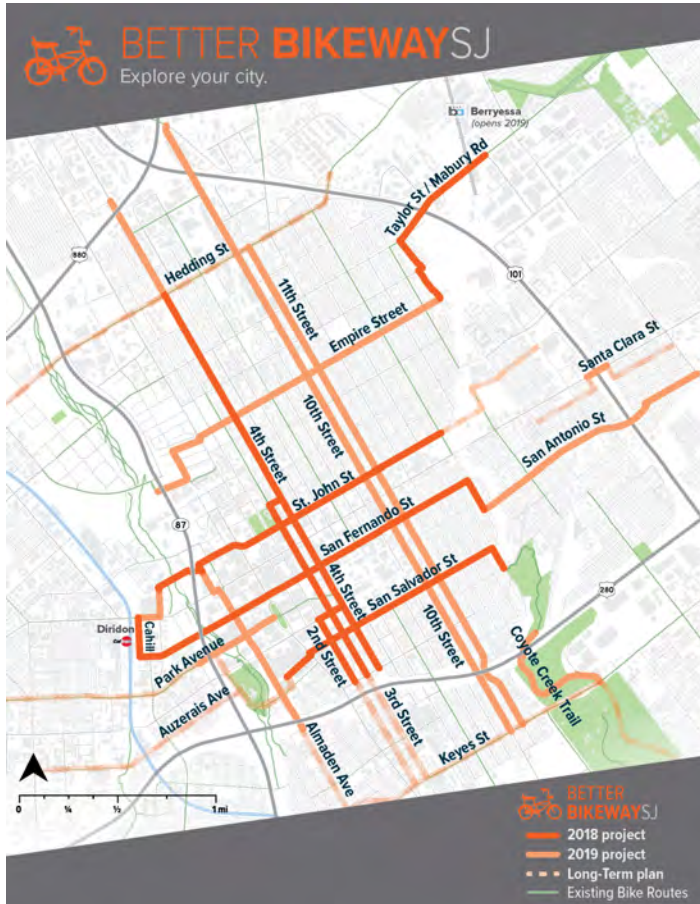 BETTER BIKEWAYSJ
Explore your city.
Berryessa
(opens 2019)
Taylor St / Mabury Rd
Hedding St
880
101
11th Street
Empire Street
Santa Clara St
10th Street
San Antonio St
4th Street
St. John St
San Fernando St
87
4th Street
San Salvador St
280
Diridon
Cahill
Park Avenue
2nd Street
10th Street
Coyote Creek Trail
Auzerais Ave
3rd Street
Almaden Ave
Keyes St
0 ¼ ½ 1 mi
BETTER
BIKEWAYSJ
2018 project
2019 project
Long-Term plan
Existing Bike Routes